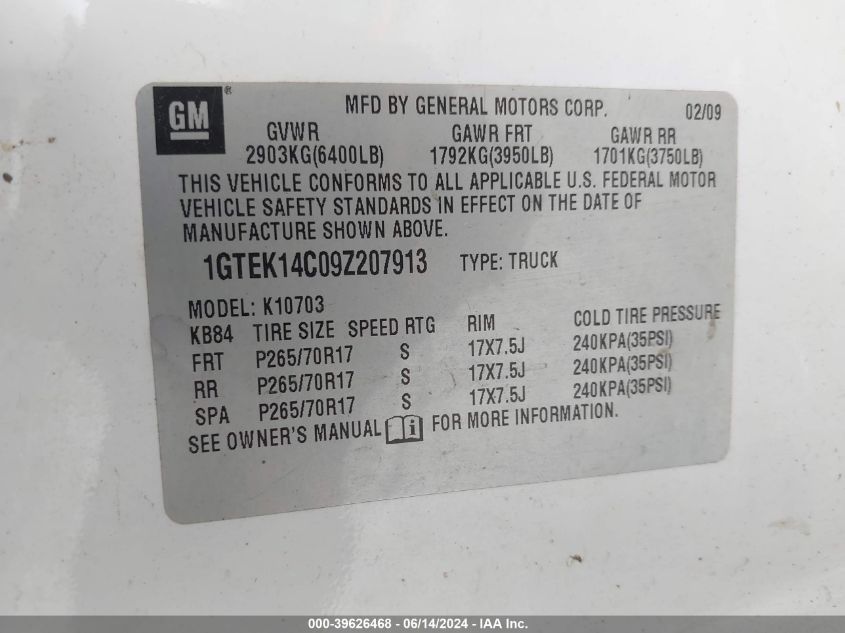 GM®
MFD BY GENERAL MOTORS CORP. 02/09
GVWR GAWR FRT GAWR RR
2903KG(6400LB) 1792KG(3950LB) 1701KG(3750LB)
THIS VEHICLE CONFORMS TO ALL APPLICABLE U.S. FEDERAL MOTOR
VEHICLE SAFETY STANDARDS IN EFFECT ON THE DATE OF
MANUFACTURE SHOWN ABOVE.
1GTEK14C09Z207913 TYPE: TRUCK
MODEL: K10703
KB84 TIRE SIZE SPEED RTG RIM COLD TIRE PRESSURE
FRT P265/70R17 S 17X7.5J 240KPA(35PSI)
RR P265/70R17 S 17X7.5J 240KPA(35PSI)
SPA P265/70R17 S 17X7.5J 240KPA(35PSI)
SEE OWNER'S MANUAL i FOR MORE INFORMATION.
000-39626468 - 06/14/2024 - IAA Inc.